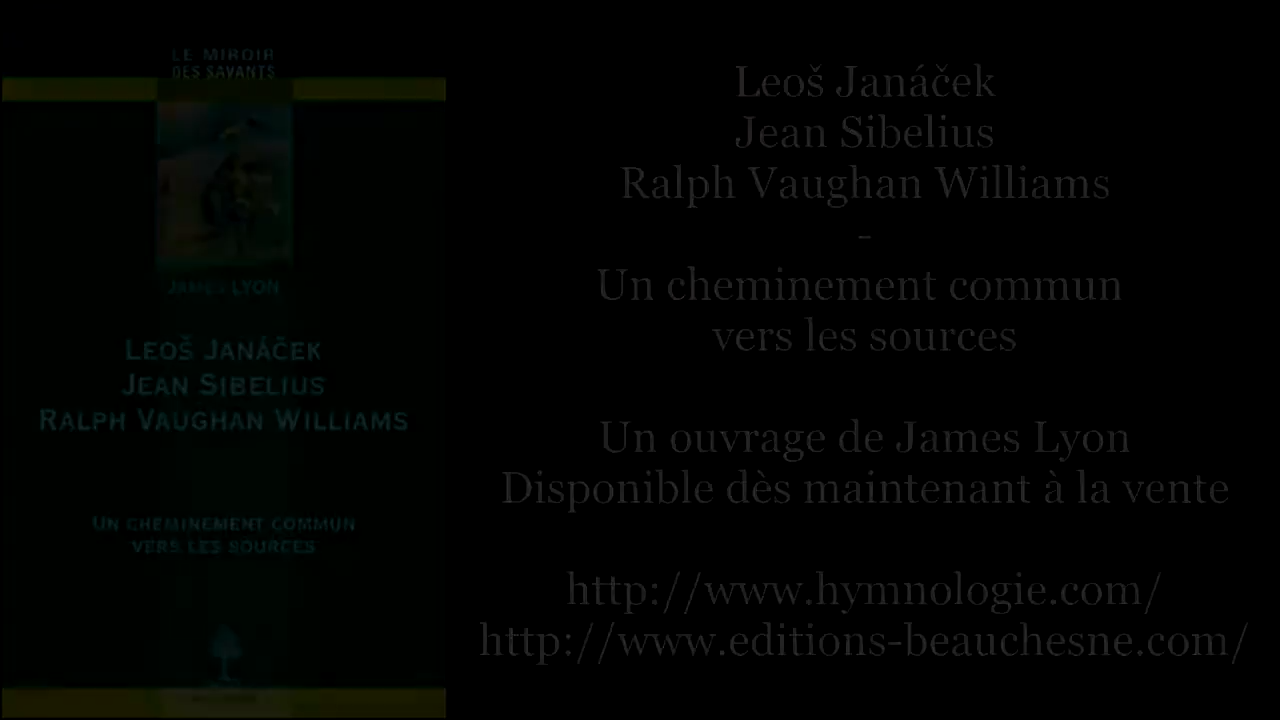 LE MIROIR
DES SAVANTS
JAMES LYON
LEOŠ JANÁČEK
JEAN SIBELIUS
RALPH VAUGHAN WILLIAMS
UN CHEMINEMENT COMMUN
VERS LES SOURCES
Leoš Janáček
Jean Sibelius
Ralph Vaughan Williams
-
Un cheminement commun
vers les sources
Un ouvrage de James Lyon
Disponible dès maintenant à la vente
http://www.hymnologie.com/
http://www.editions-beauchesne.com/